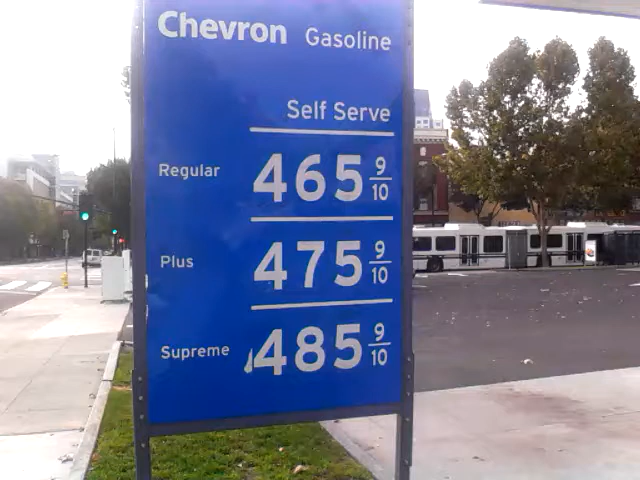 Chevron Gasoline
Self Serve
Regular 465 9/10
Plus 475 9/10
Supreme 485 9/10